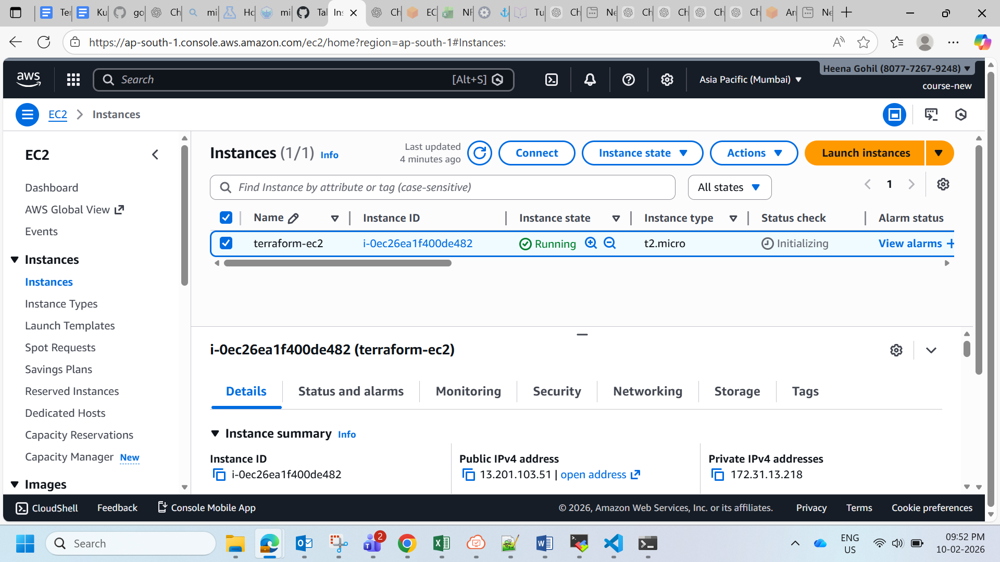 Ter
Ku
go
Ch
mi
Ho
mi
Tal
Ins
Ch
EC
NF
Tu
Ch
Ne
Ch
Ch
Ch
Ch
An
Ne
https://ap-south-1.console.aws.amazon.com/ec2/home?region=ap-south-1#Instances:
aws
Search
[Alt+S]
Asia Pacific (Mumbai)
Heena Gohil (8077-7267-9248)
course-new
EC2
Instances
EC2
Dashboard
AWS Global View
Events
Instances
Instances
Instance Types
Launch Templates
Spot Requests
Savings Plans
Reserved Instances
Dedicated Hosts
Capacity Reservations
Capacity Manager New
Images
Instances (1/1) Info
Last updated
4 minutes ago
Connect
Instance state
Actions
Launch instances
Find Instance by attribute or tag (case-sensitive)
All states
1
Name Instance ID Instance state Instance type Status check Alarm status
terraform-ec2 i-0ec26ea1f400de482 Running t2.micro Initializing View alarms +
i-0ec26ea1f400de482 (terraform-ec2)
Details Status and alarms Monitoring Security Networking Storage Tags
Instance summary Info
Instance ID
i-0ec26ea1f400de482
Public IPv4 address
13.201.103.51 | open address
Private IPv4 addresses
172.31.13.218
CloudShell Feedback Console Mobile App © 2026, Amazon Web Services, Inc. or its affiliates. Privacy Terms Cookie preferences
Search
2
ENG
US
09:52 PM
10-02-2026